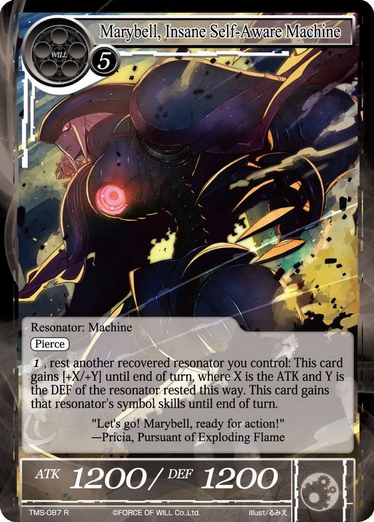 Marybell, Insane Self-Aware Machine
WILL
5
Resonator: Machine
Pierce
1, rest another recovered resonator you control: This card
gains [+X/+Y] until end of turn, where X is the ATK and Y is
the DEF of the resonator rested this way. This card gains
that resonator's symbol skills until end of turn.
"Let's go! Marybell, ready for action!"
—Pricia, Pursuant of Exploding Flame
ATK 1200 / DEF 1200
TMS-087 R ©FORCE OF WILL Co.,Ltd. Illust/るみえ